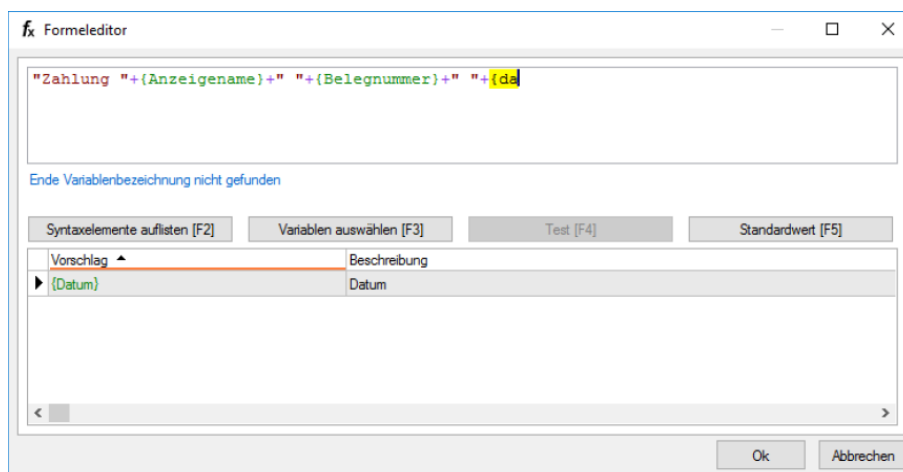 fx Formeleditor
"Zahlung "+{Anzeigename}+" "+{Belegnummer}+" "+{da
Ende Variablenbezeichnung nicht gefunden
Syntaxelemente auflisten [F2] Variablen auswählen [F3] Test [F4] Standardwert [F5]
Vorschlag Beschreibung
{Datum} Datum
Ok Abbrechen